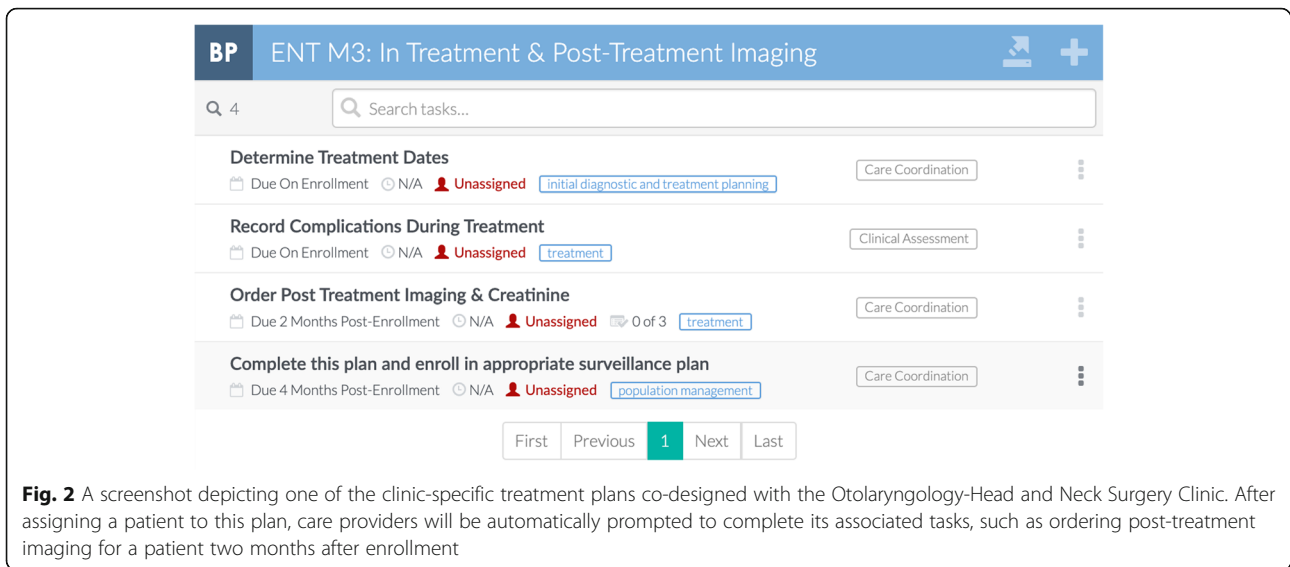 BP ENT M3: In Treatment & Post-Treatment Imaging
4 Search tasks...
Determine Treatment Dates
Due On Enrollment N/A Unassigned initial diagnostic and treatment planning Care Coordination
Record Complications During Treatment
Due On Enrollment N/A Unassigned treatment Clinical Assessment
Order Post Treatment Imaging & Creatinine
Due 2 Months Post-Enrollment N/A Unassigned 0 of 3 treatment Care Coordination
Complete this plan and enroll in appropriate surveillance plan
Due 4 Months Post-Enrollment N/A Unassigned population management Care Coordination
First Previous 1 Next Last
Fig. 2 A screenshot depicting one of the clinic-specific treatment plans co-designed with the Otolaryngology-Head and Neck Surgery Clinic. After
assigning a patient to this plan, care providers will be automatically prompted to complete its associated tasks, such as ordering post-treatment
imaging for a patient two months after enrollment